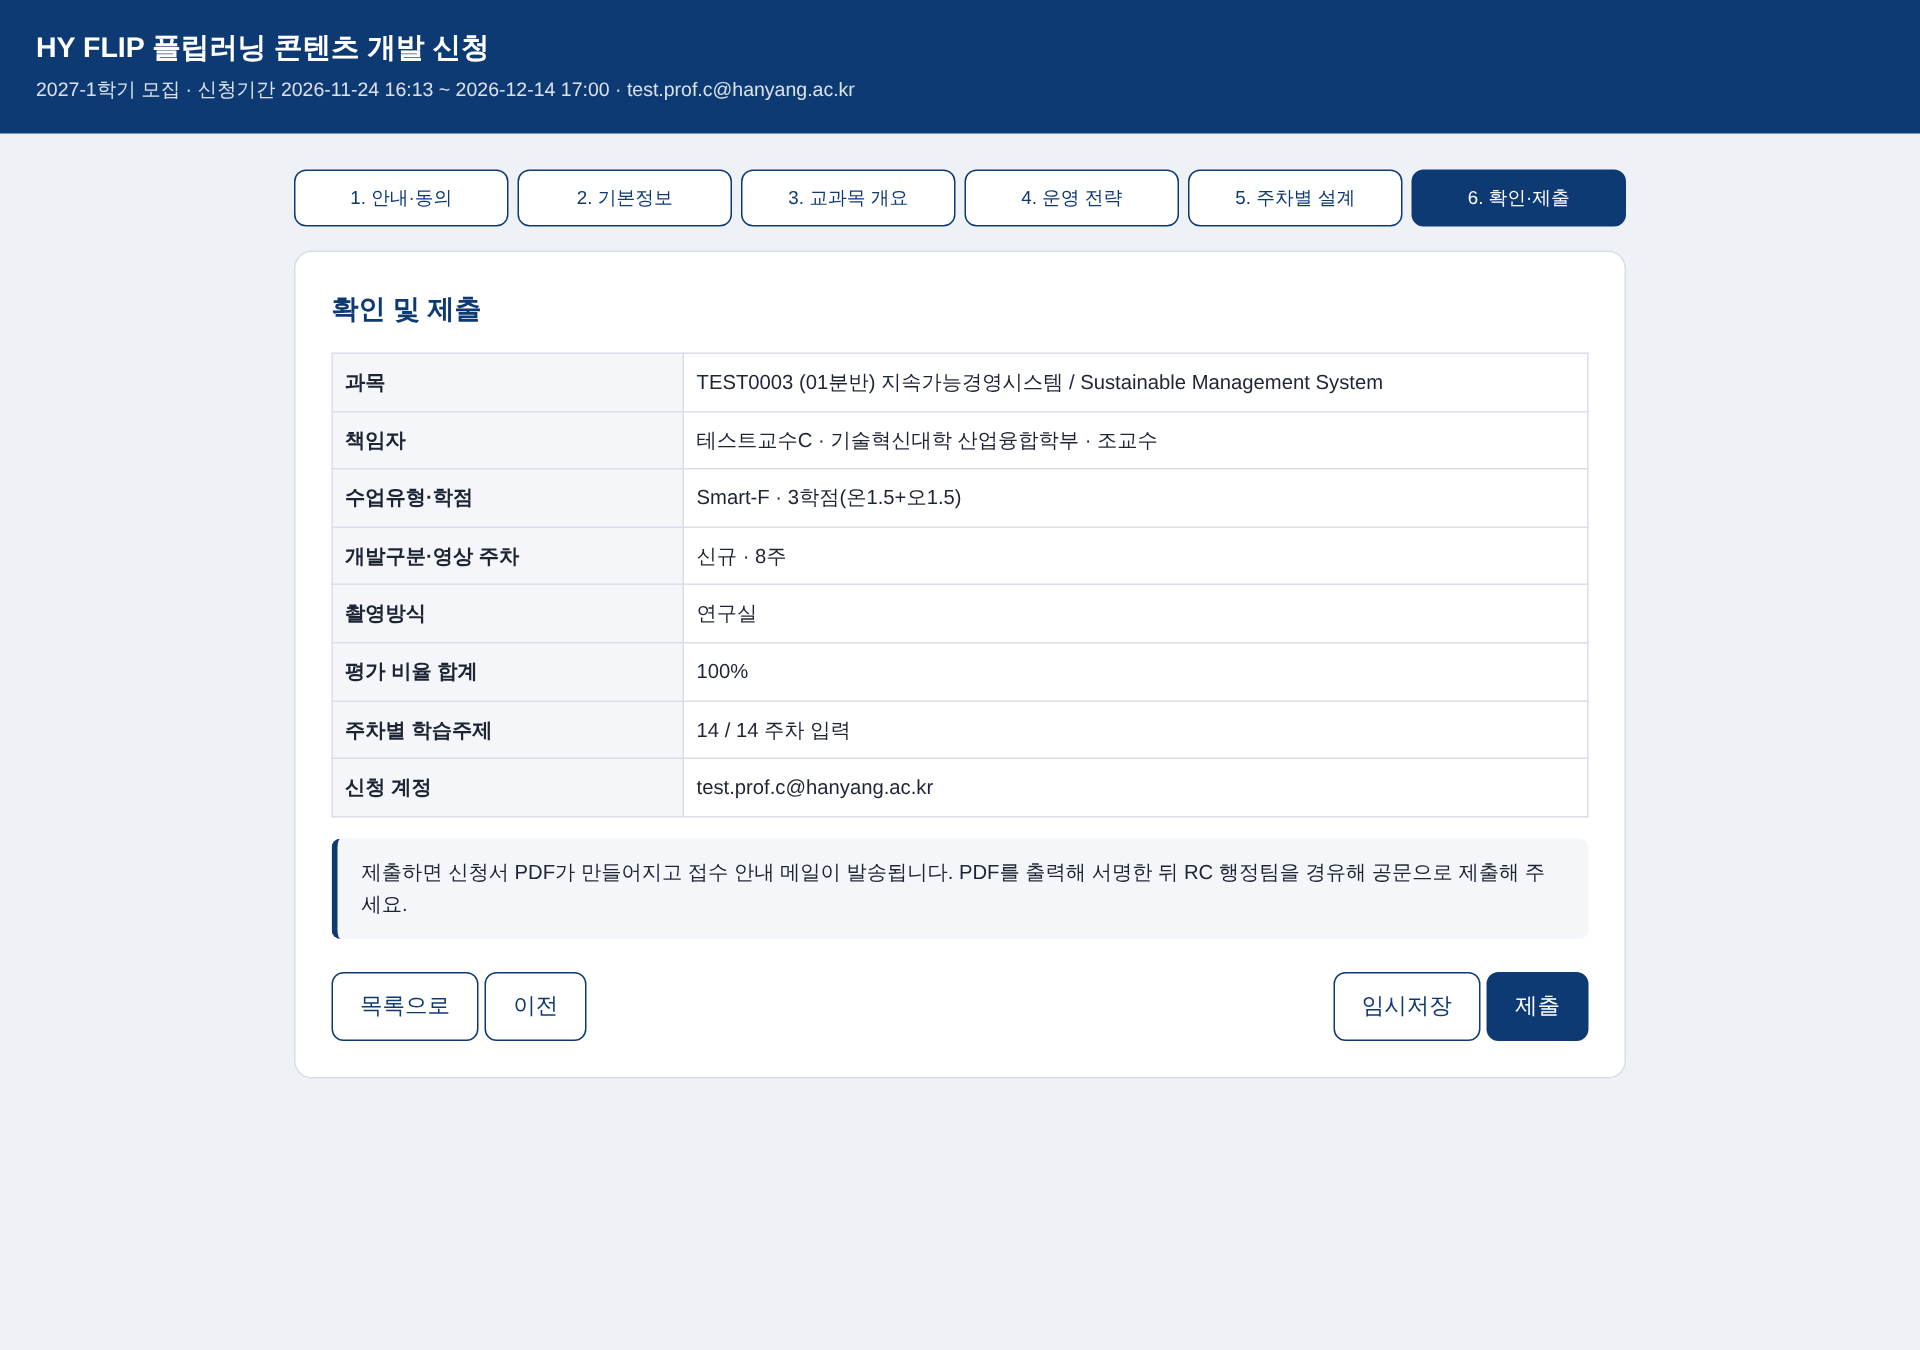 HY FLIP 플립러닝 콘텐츠 개발 신청
2027-1학기 모집 · 신청기간 2026-11-24 16:13 ~ 2026-12-14 17:00 · test.prof.c@hanyang.ac.kr
1. 안내·동의
2. 기본정보
3. 교과목 개요
4. 운영 전략
5. 주차별 설계
6. 확인·제출
확인 및 제출
과목 TEST0003 (01분반) 지속가능경영시스템 / Sustainable Management System
책임자 테스트교수C · 기술혁신대학 산업융합학부 · 조교수
수업유형·학점 Smart-F · 3학점(온1.5+오1.5)
개발구분·영상 주차 신규 · 8주
촬영방식 연구실
평가 비율 합계 100%
주차별 학습주제 14 / 14 주차 입력
신청 계정 test.prof.c@hanyang.ac.kr
제출하면 신청서 PDF가 만들어지고 접수 안내 메일이 발송됩니다. PDF를 출력해 서명한 뒤 RC 행정팀을 경유해 공문으로 제출해 주
세요.
목록으로
이전
임시저장
제출